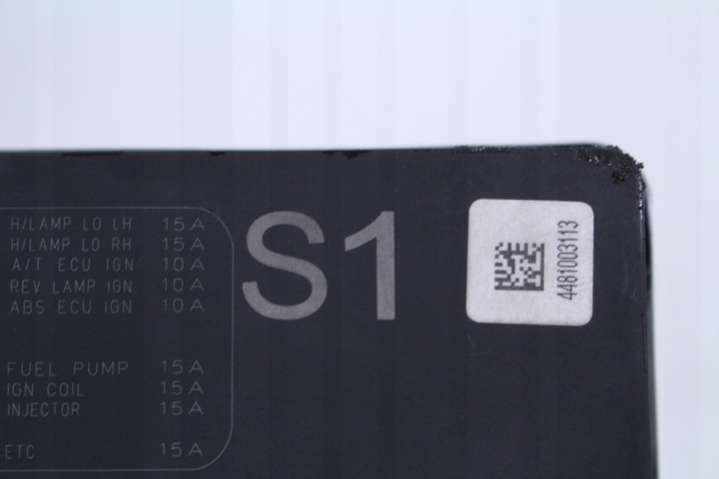 H/LAMP LO LH 15A
H/LAMP LO RH 15A
A/T ECU IGN 10A
REV LAMP IGN 10A
ABS ECU IGN 10A
FUEL PUMP 15A
IGN COIL 15A
INJECTOR 15A
ETC 15A
S1
4481003113